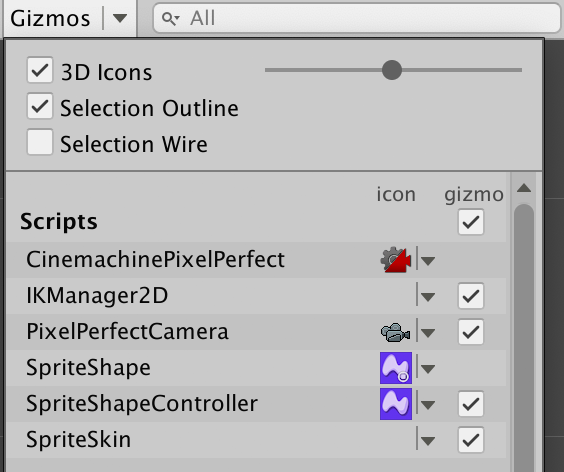 Gizmos All
3D Icons
Selection Outline
Selection Wire
icon gizmo
Scripts
CinemachinePixelPerfect
IKManager2D
PixelPerfectCamera
SpriteShape
SpriteShapeController
SpriteSkin